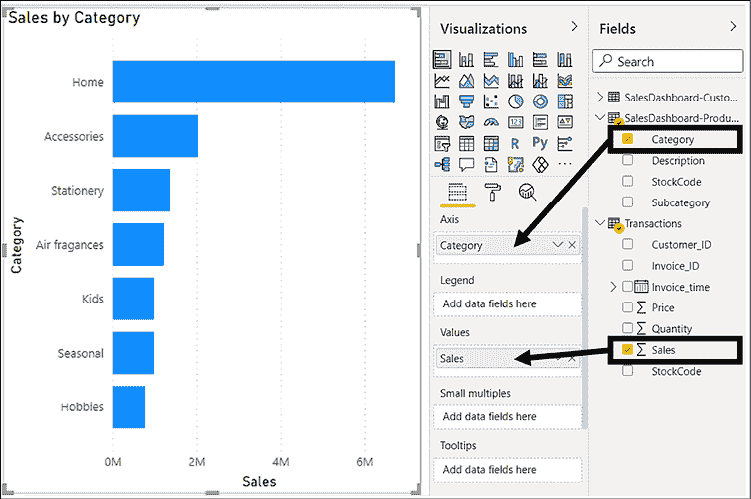 Sales by Category
Home
Accessories
Stationery
Air fragances
Kids
Seasonal
Hobbies
Category
0M 2M 4M 6M
Sales
Visualizations
R Py
123
Axis
Category
Legend
Add data fields here
Values
Sales
Small multiples
Add data fields here
Tooltips
Add data fields here
Fields
Search
SalesDashboard-Custo...
SalesDashboard-Produ...
Category
Description
StockCode
Subcategory
Transactions
Customer_ID
Invoice_ID
Invoice_time
Price
Quantity
Sales
StockCode